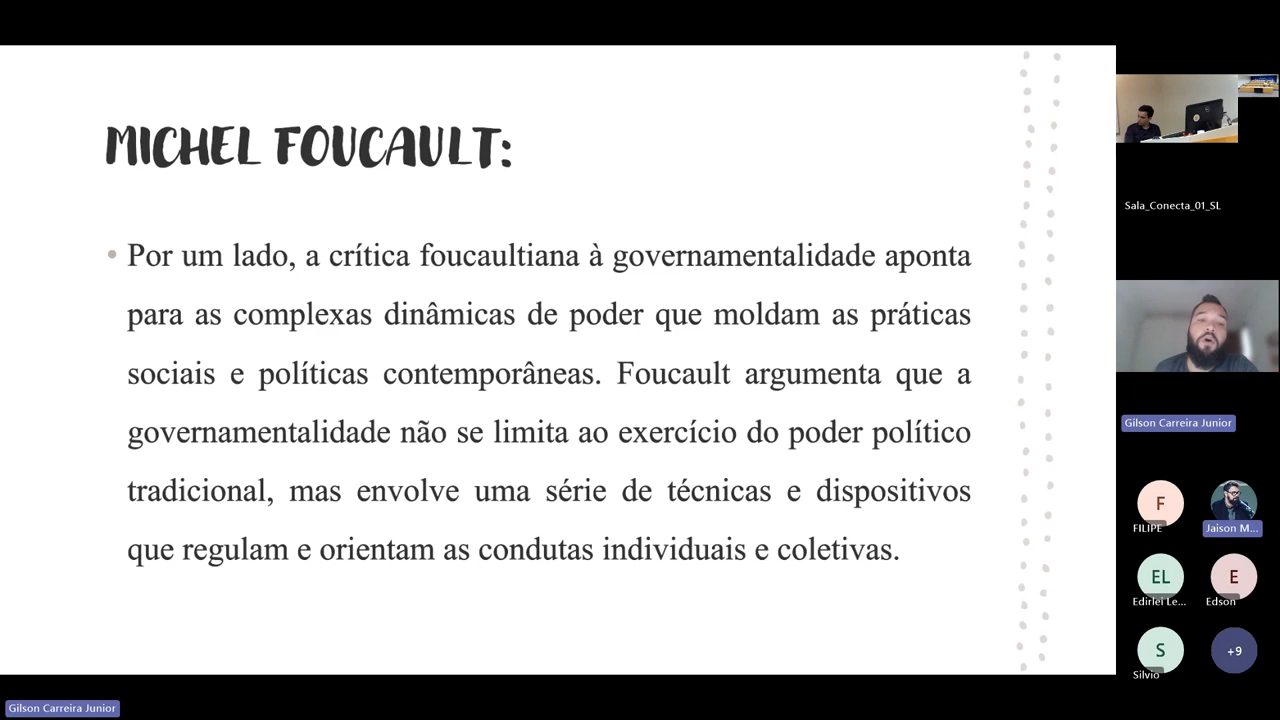 MICHEL FOUCAULT:
• Por um lado, a crítica foucaultiana à governamentalidade aponta
para as complexas dinâmicas de poder que moldam as práticas
sociais e políticas contemporâneas. Foucault argumenta que a
governamentalidade não se limita ao exercício do poder político
tradicional, mas envolve uma série de técnicas e dispositivos
que regulam e orientam as condutas individuais e coletivas.
Sala_Conecta_01_SL
Gilson Carreira Junior
F
FILIPE
Jaison M...
EL
Edirlei Le...
E
Edson
S
Silvio
+9
Gilson Carreira Junior